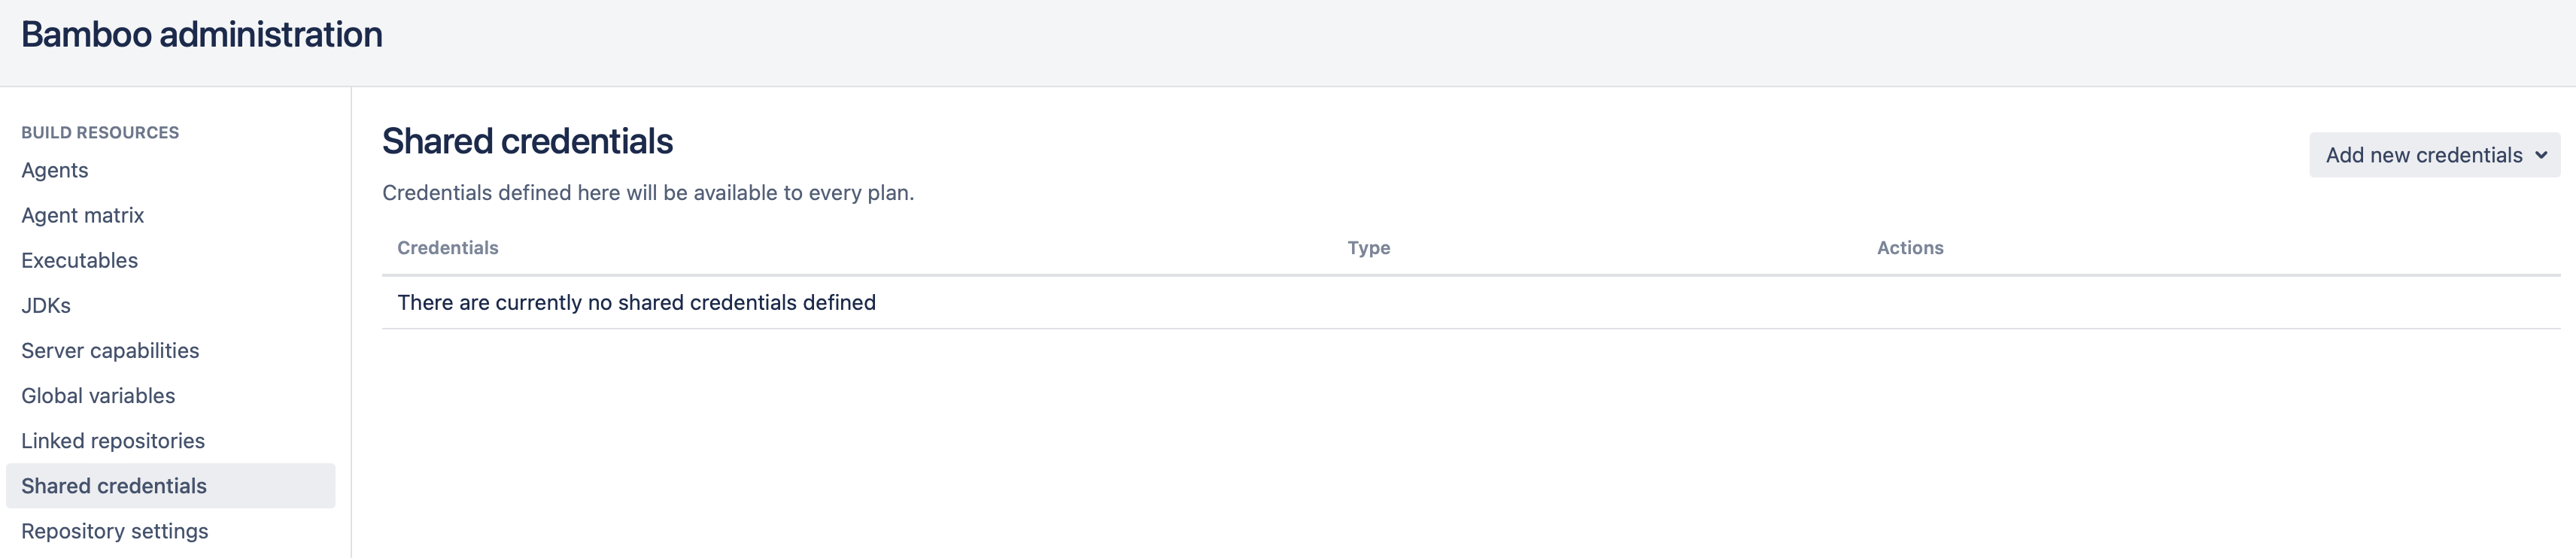 Bamboo administration
BUILD RESOURCES
Agents
Agent matrix
Executables
JDKs
Server capabilities
Global variables
Linked repositories
Shared credentials
Repository settings
Shared credentials
Add new credentials
Credentials defined here will be available to every plan.
Credentials Type Actions
There are currently no shared credentials defined